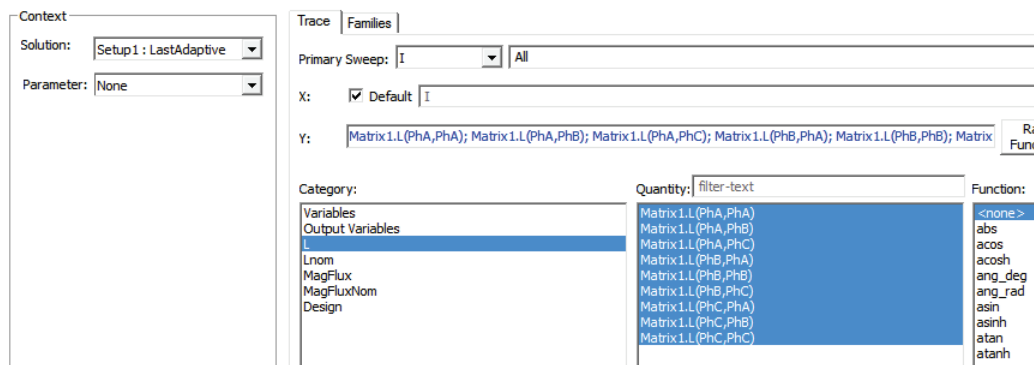 Context
Solution: Setup1 : LastAdaptive
Parameter: None
Trace Families
Primary Sweep: I All
X: Default I
Y: Matrix1.L(PhA,PhA); Matrix1.L(PhA,PhB); Matrix1.L(PhA,PhC); Matrix1.L(PhB,PhA); Matrix1.L(PhB,PhB); Matrix
Category:
Variables
Output Variables
L
Lnom
MagFlux
MagFluxNom
Design
Quantity: filter-text
Matrix1.L(PhA,PhA)
Matrix1.L(PhA,PhB)
Matrix1.L(PhA,PhC)
Matrix1.L(PhB,PhA)
Matrix1.L(PhB,PhB)
Matrix1.L(PhB,PhC)
Matrix1.L(PhC,PhA)
Matrix1.L(PhC,PhB)
Matrix1.L(PhC,PhC)
Function:
<none>
abs
acos
acosh
ang_deg
ang_rad
asin
asinh
atan
atanh